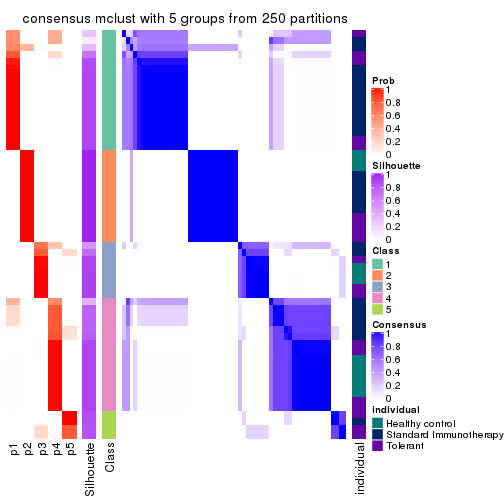 consensus mclust with 5 groups from 250 partitions
Prob
1
0.8
0.6
0.4
0.2
0
Silhouette
1
0.8
0.6
0.4
0.2
0
Class
1
2
3
4
5
Consensus
1
0.8
0.6
0.4
0.2
0
individual
Healthy control
Standard Immunotherapy
Tolerant
p1
p2
p3
p4
p5
Silhouette
Class
individual